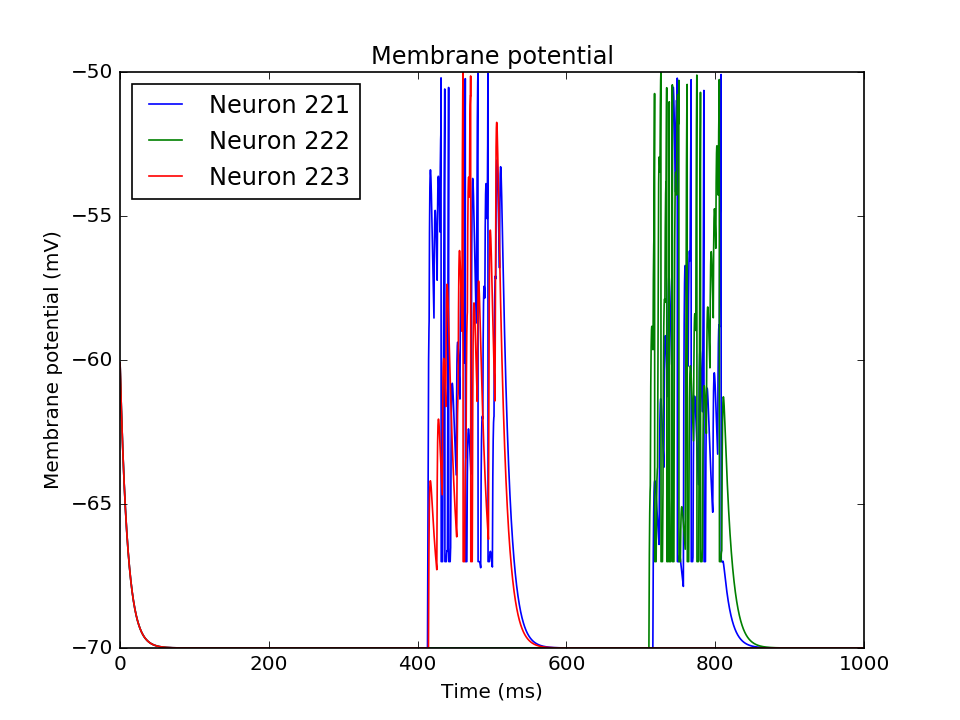 Membrane potential
−50
Neuron 221
Neuron 222
Neuron 223
−55
−60
−65
−70
Membrane potential (mV)
0 200 400 600 800 1000
Time (ms)